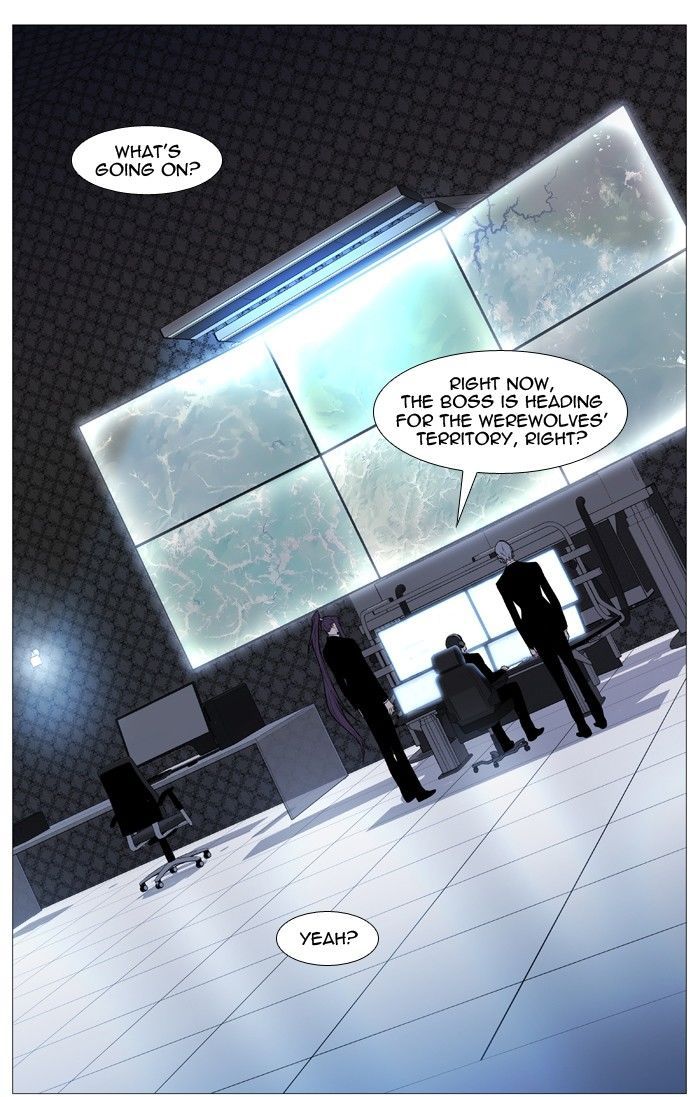 WHAT'S
GOING ON?
RIGHT NOW,
THE BOSS IS HEADING
FOR THE WEREWOLVES'
TERRITORY, RIGHT?
YEAH?